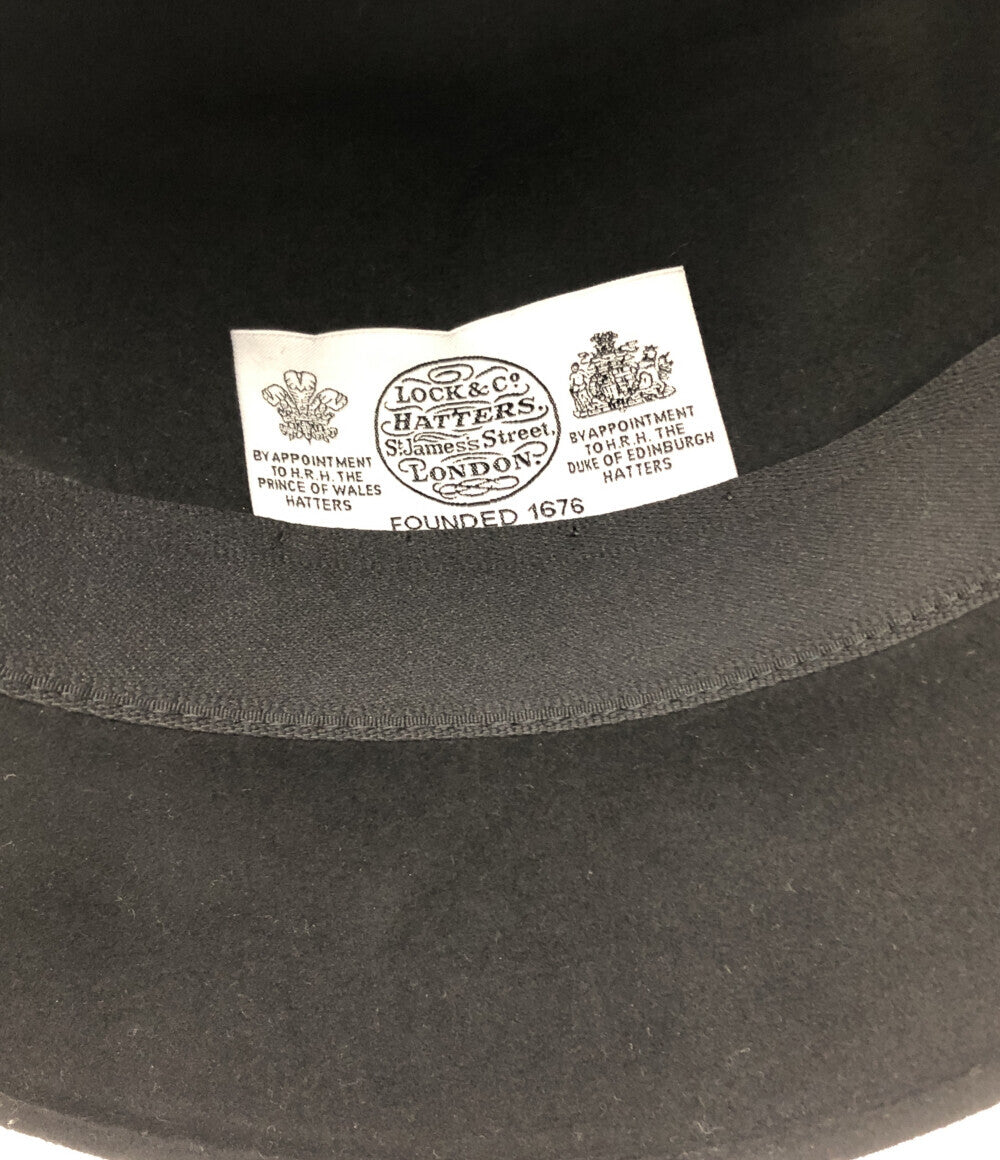 BY APPOINTMENT
TO H.R.H. THE
PRINCE OF WALES
HATTERS
LOCK & Co
HATTERS,
St. James's Street,
LONDON.
FOUNDED 1676
BY APPOINTMENT
TO H.R.H. THE
DUKE OF EDINBURGH
HATTERS